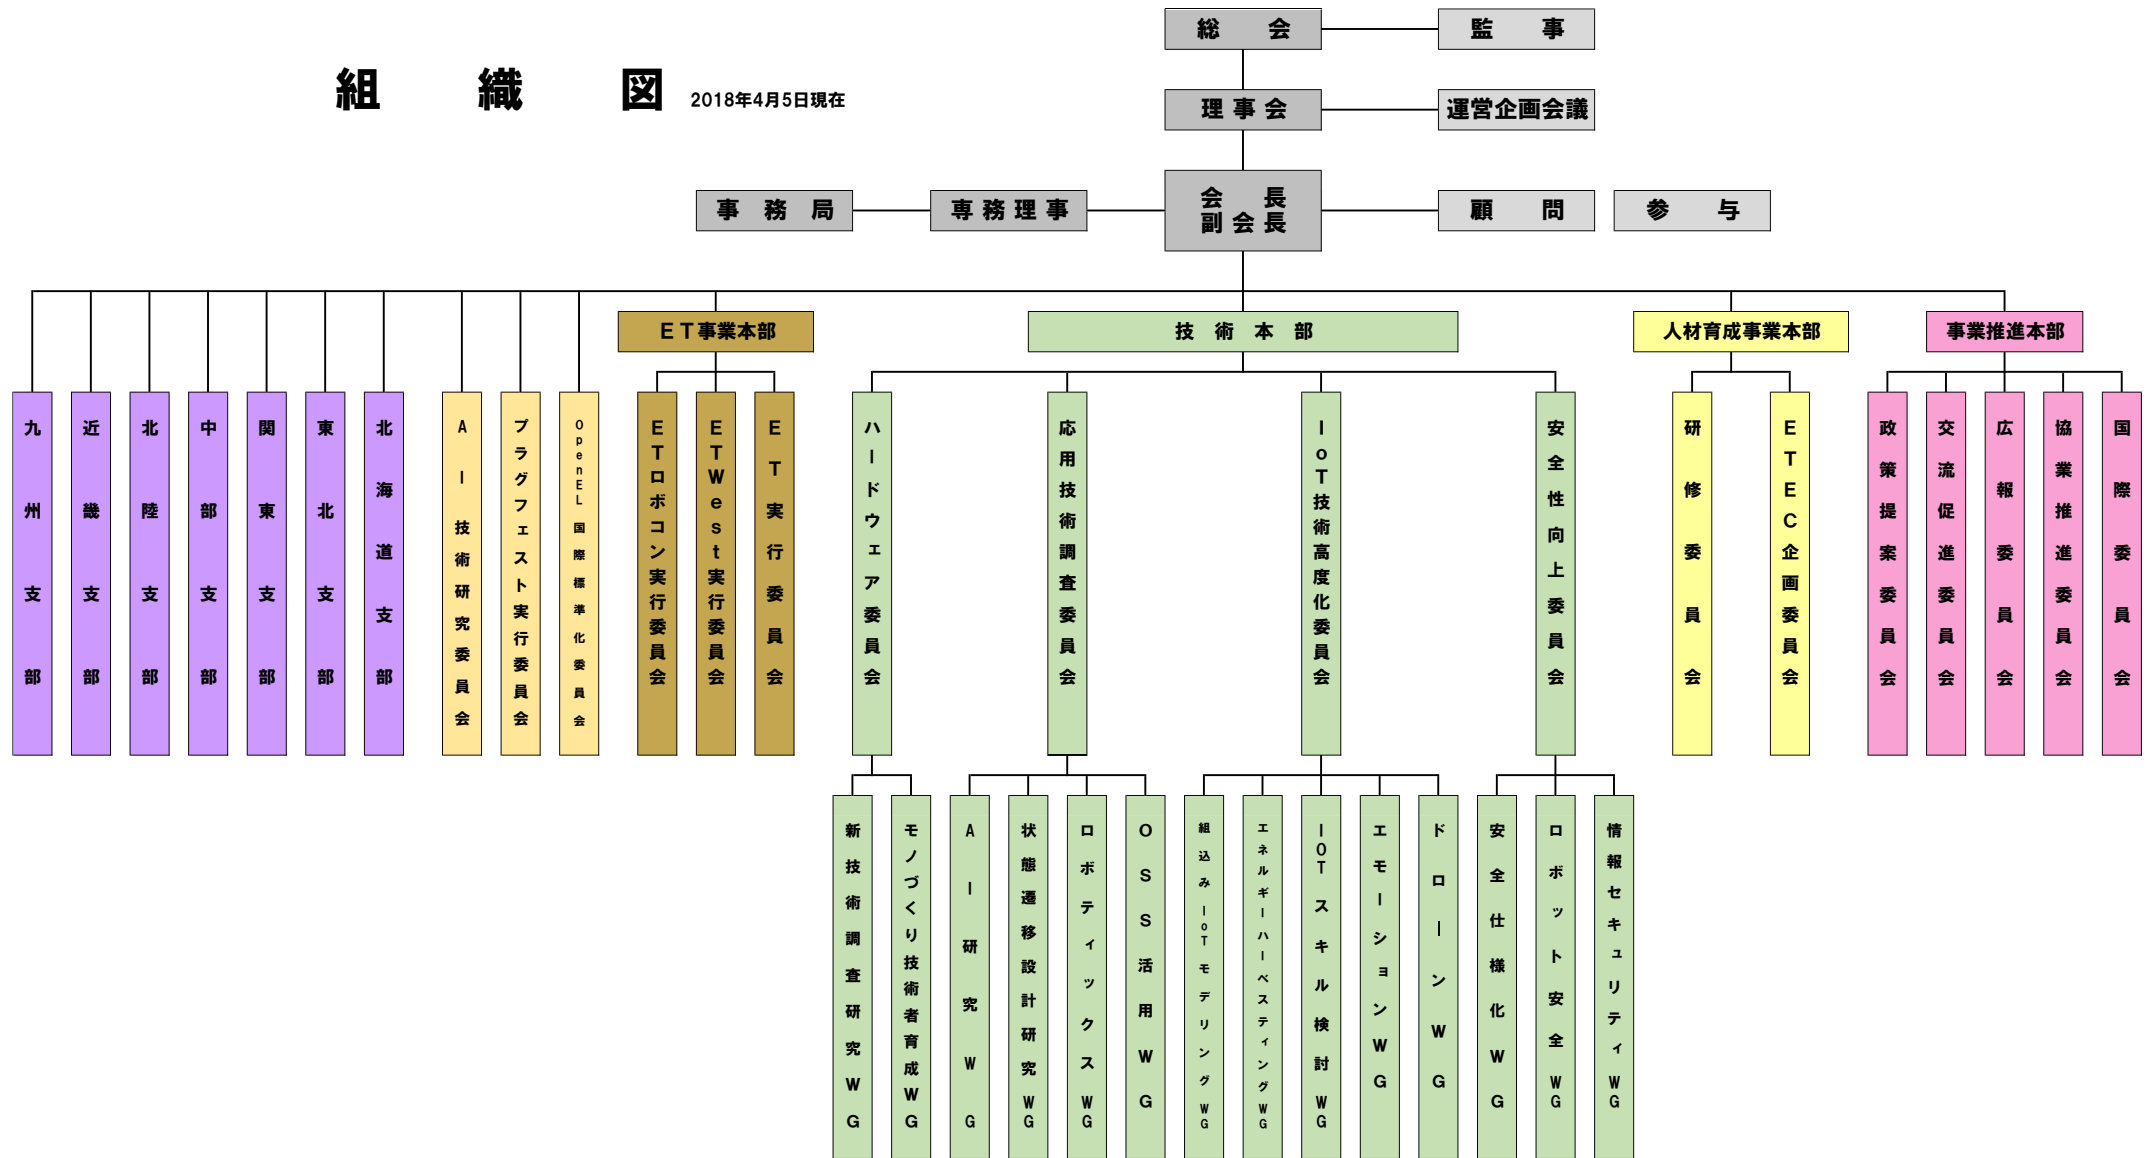 組織図 2018年4月5日現在
総会
監事
理事会
運営企画会議
事務局
専務理事
会長
副会長
顧問
参与
ET事業本部
技術本部
人材育成事業本部
事業推進本部
九州支部
近畿支部
北陸支部
中部支部
関東支部
東北支部
北海道支部
AI技術研究委員会
プラグフェスト実行委員会
OpenEL国際標準化委員会
ETロボコン実行委員会
ETWest実行委員会
ET実行委員会
ハードウェア委員会
応用技術調査委員会
IoT技術高度化委員会
安全性向上委員会
研修委員会
ETEC企画委員会
政策提案委員会
交流促進委員会
広報委員会
協業推進委員会
国際委員会
新技術調査研究WG
モノづくり技術者育成WG
AI研究WG
状態遷移設計研究WG
ロボティックスWG
OSS活用WG
組込みIoTモデリングWG
エネルギーハーベスティングWG
IOTスキル検討WG
エモーションWG
ドローンWG
安全仕様化WG
ロボット安全WG
情報セキュリティWG